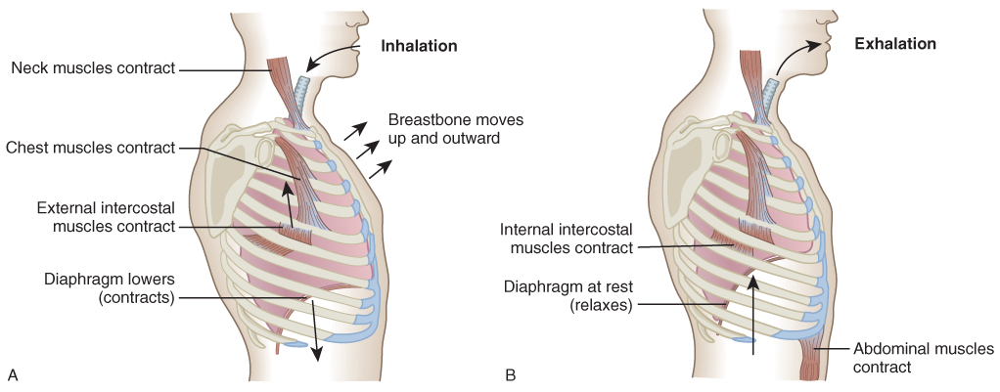 Inhalation
Neck muscles contract
Breastbone moves
up and outward
Chest muscles contract
External intercostal
muscles contract
Diaphragm lowers
(contracts)
A
Exhalation
Internal intercostal
muscles contract
Diaphragm at rest
(relaxes)
Abdominal muscles
contract
B